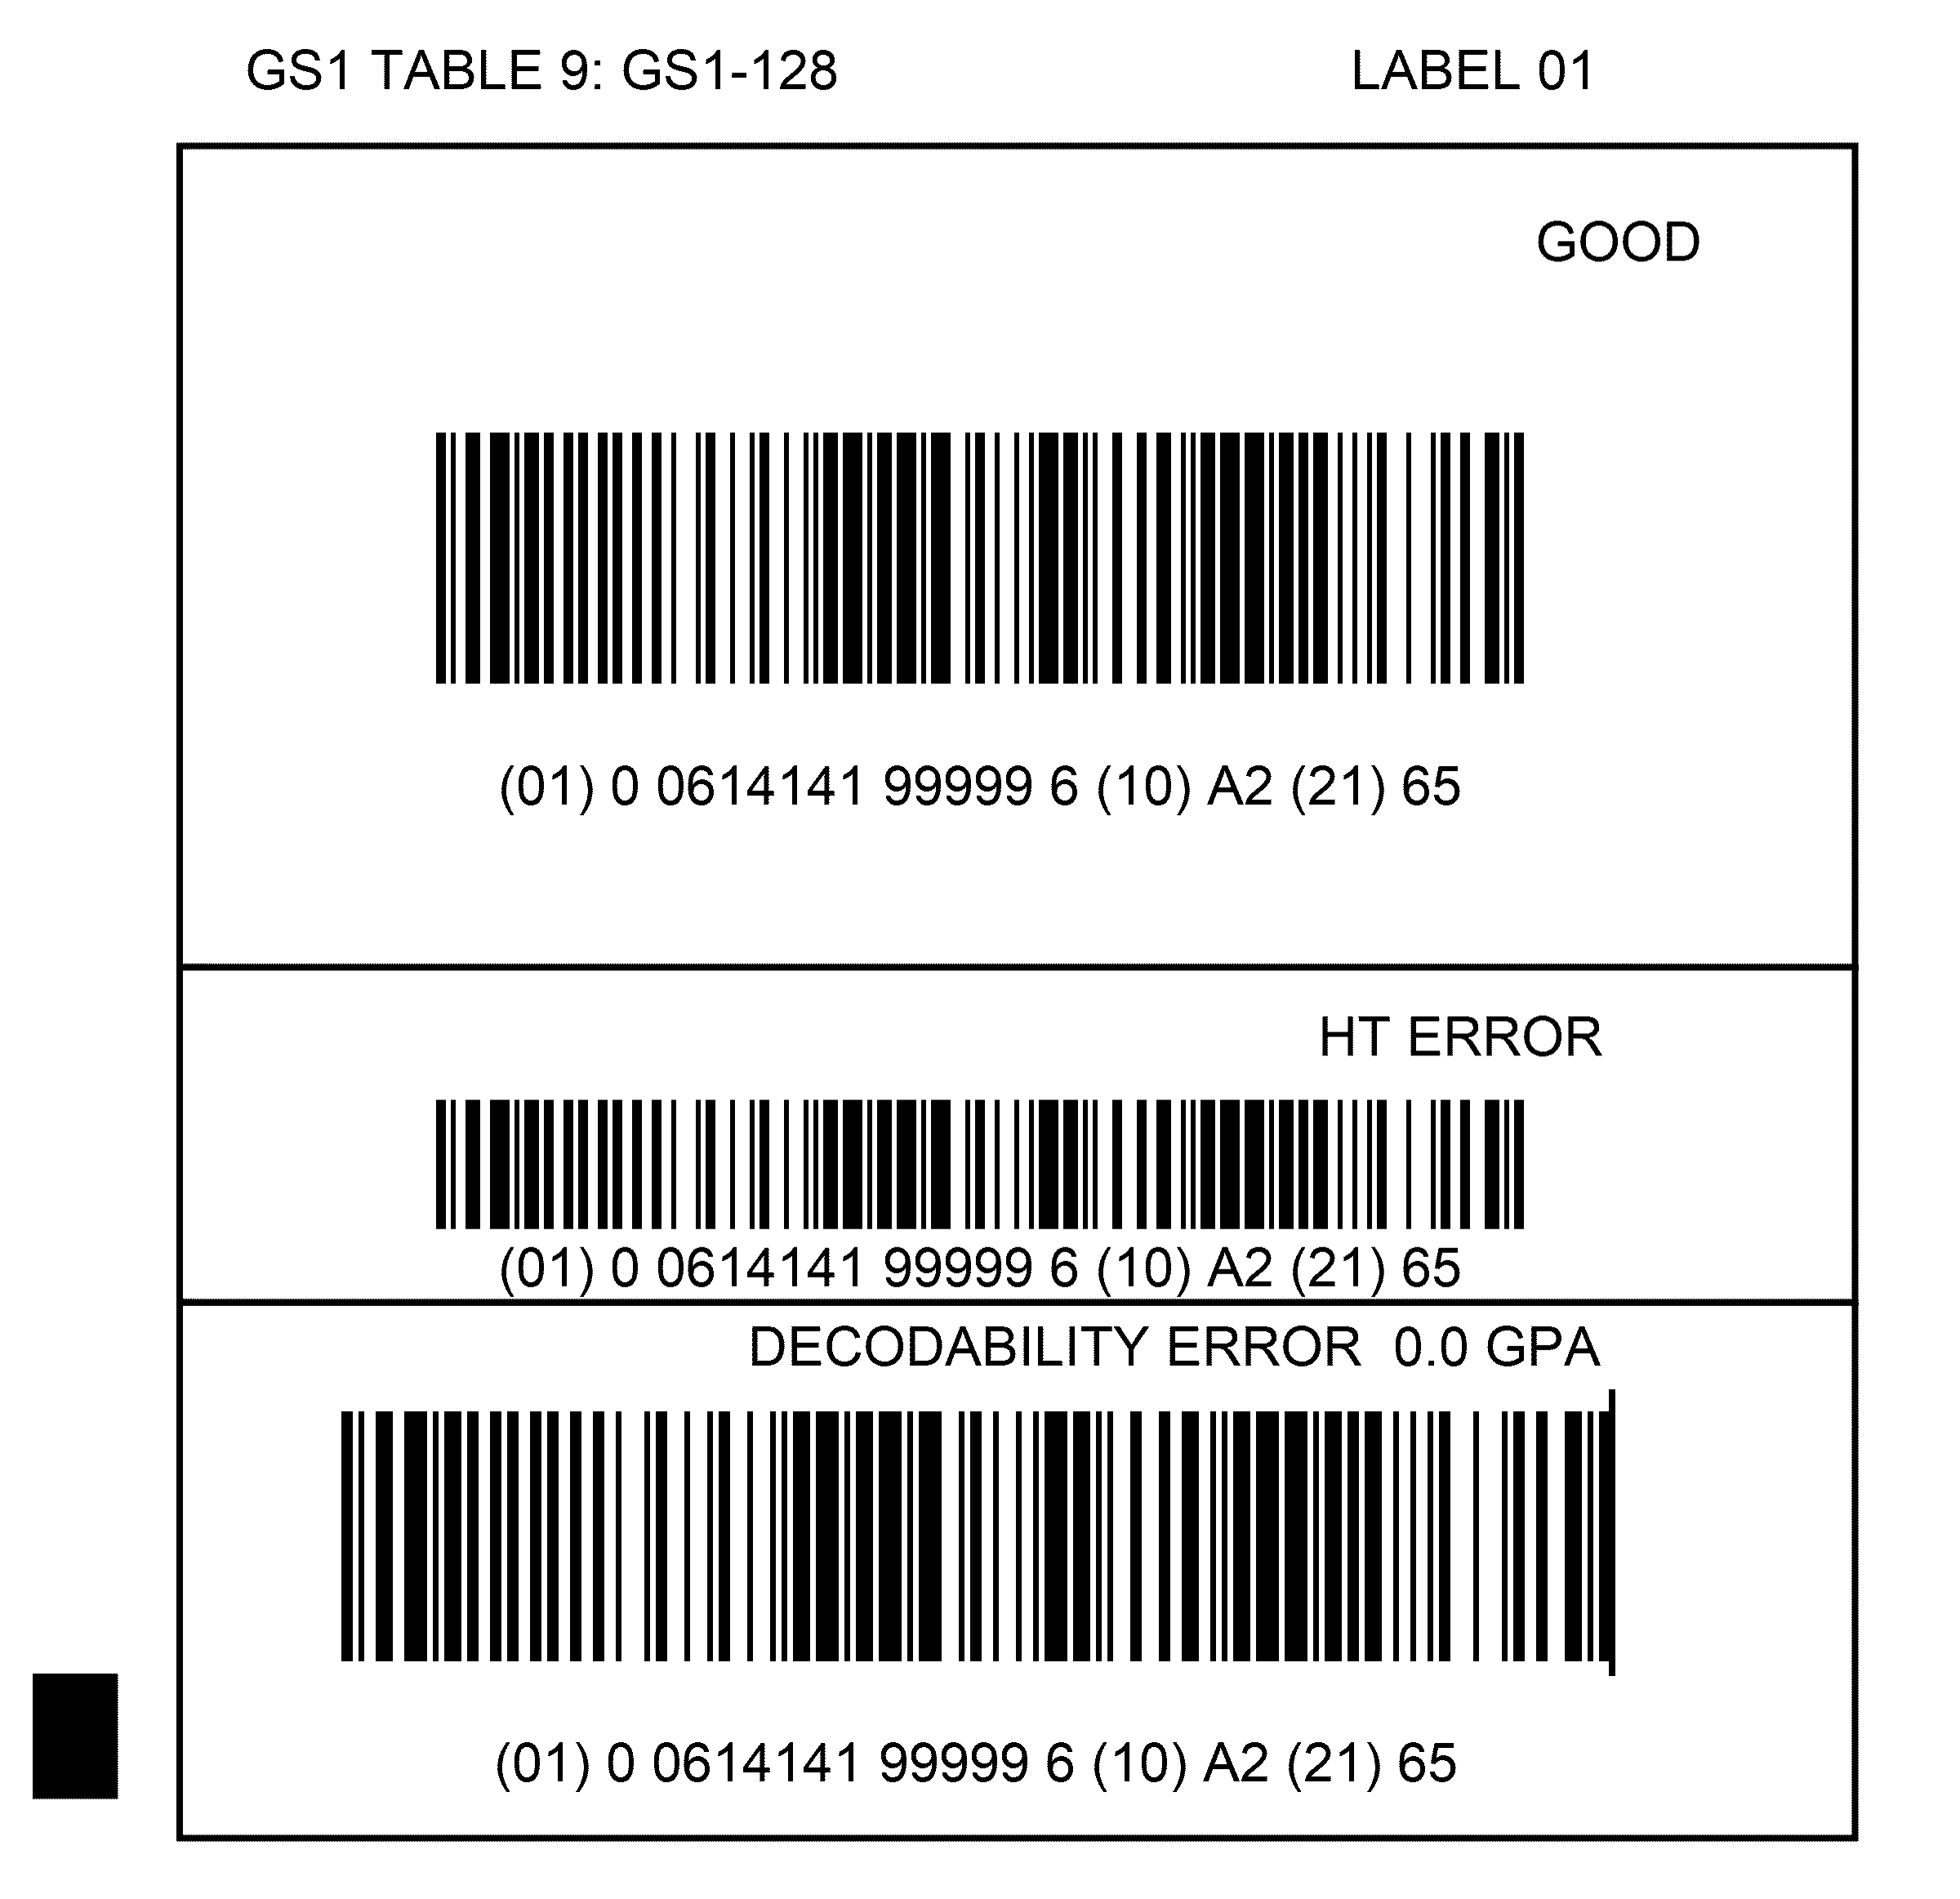 GS1 TABLE 9: GS1-128 LABEL 01
GOOD
(01) 0 0614141 99999 6 (10) A2 (21) 65
HT ERROR
(01) 0 0614141 99999 6 (10) A2 (21) 65
DECODABILITY ERROR 0.0 GPA
(01) 0 0614141 99999 6 (10) A2 (21) 65